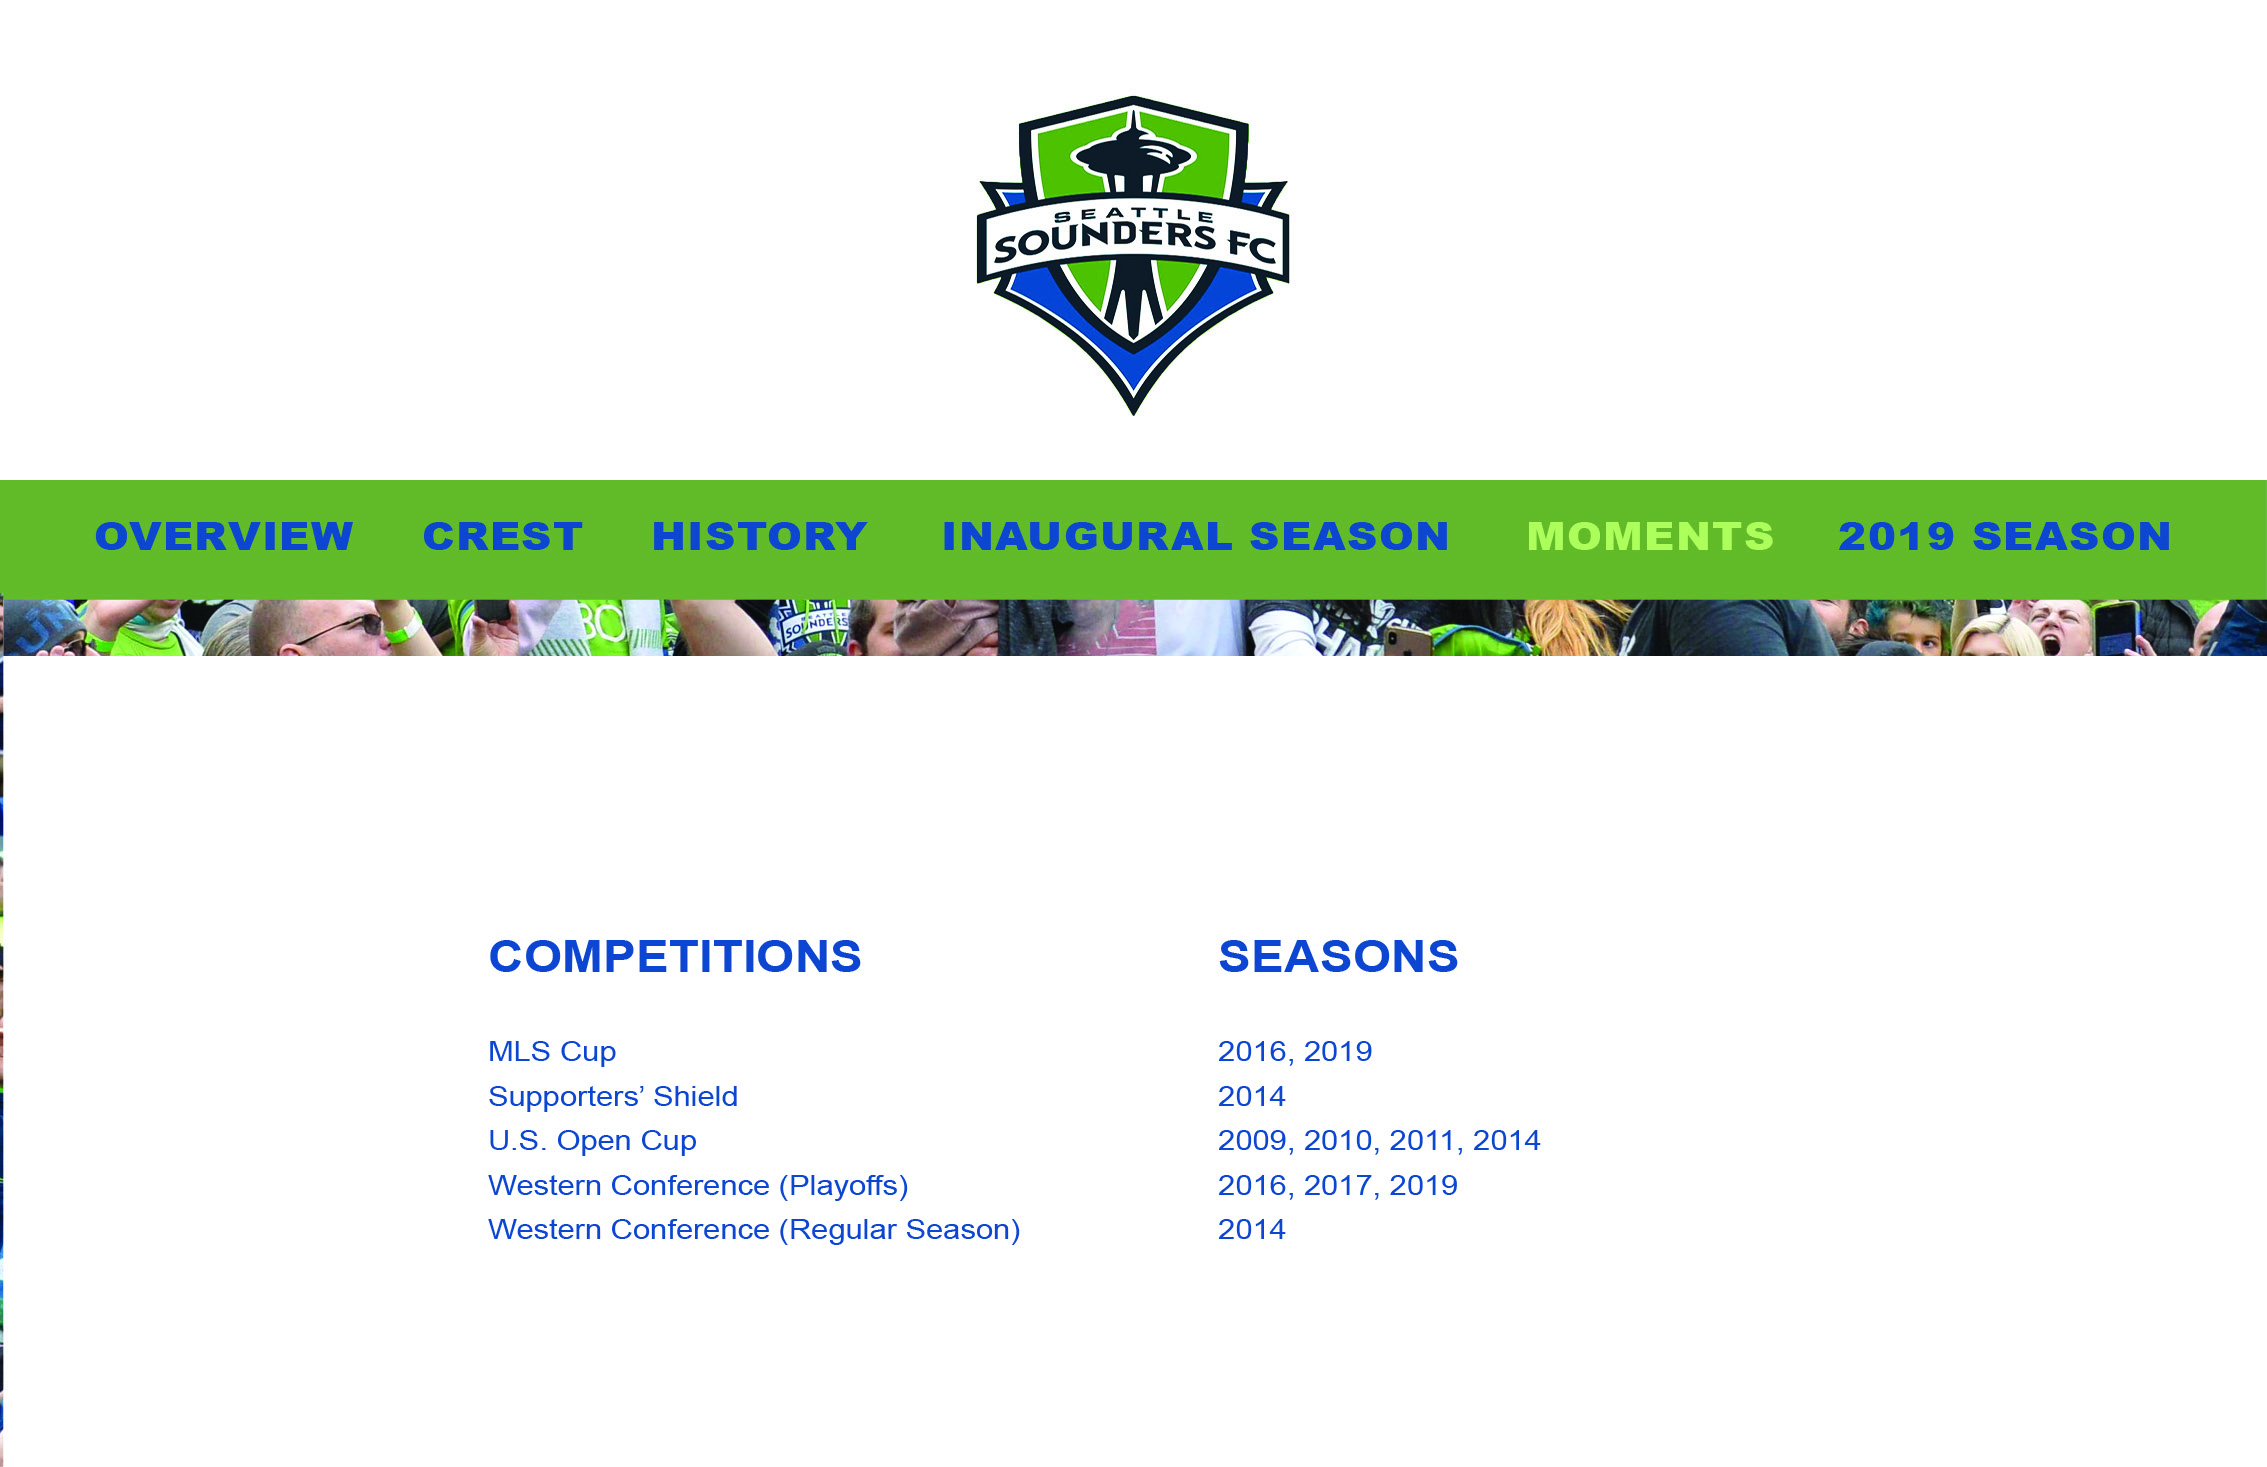 SEATTLE
SOUNDERS FC
OVERVIEW CREST HISTORY INAUGURAL SEASON MOMENTS 2019 SEASON
SOUNDERS
COMPETITIONS SEASONS
MLS Cup 2016, 2019
Supporters’ Shield 2014
U.S. Open Cup 2009, 2010, 2011, 2014
Western Conference (Playoffs) 2016, 2017, 2019
Western Conference (Regular Season) 2014